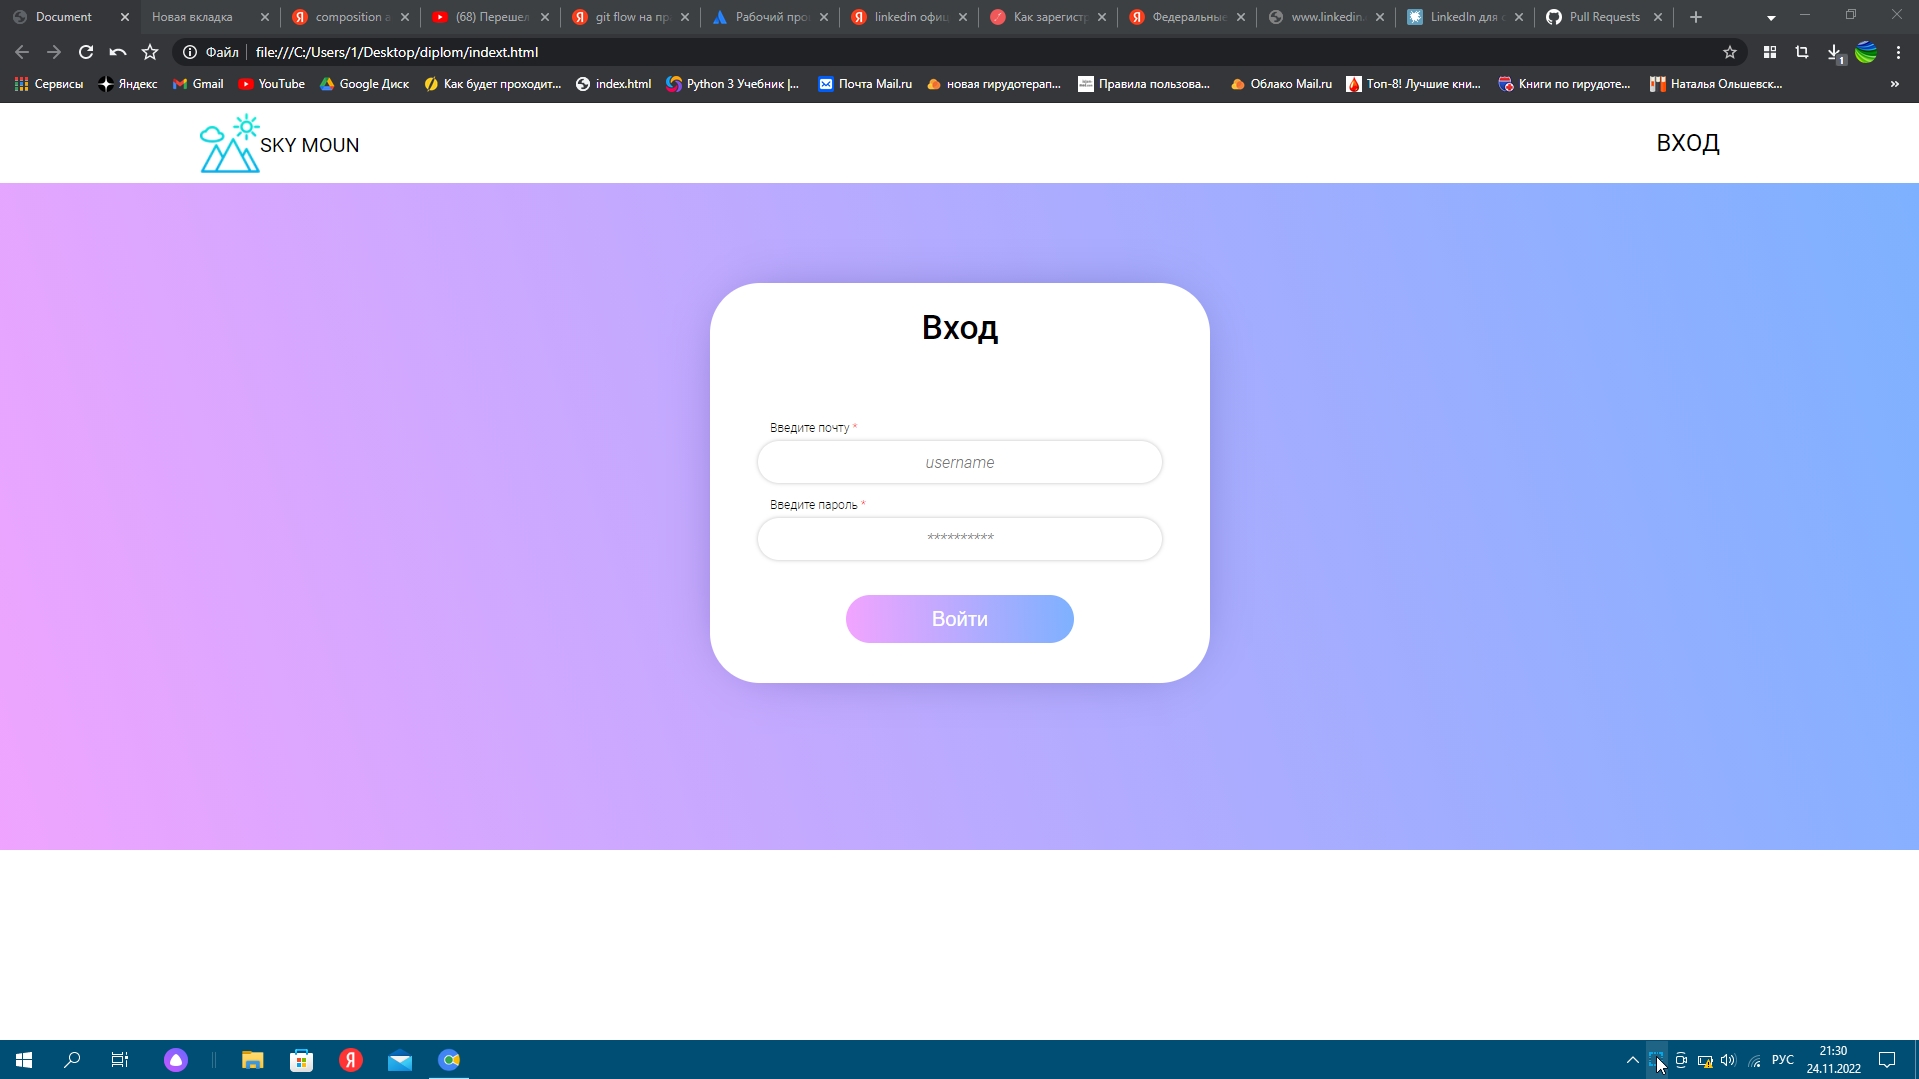 Document
Новая вкладка
composition a
(68) Перешел
git flow на пр
Рабочий про
linkedin офиц
Как зарегистр
Федеральные
www.linkedin.
LinkedIn для с
Pull Requests
Файл
file:///C:/Users/1/Desktop/diplom/indext.html
1
Сервисы
Яндекс
Gmail
YouTube
Google Диск
Как будет проходит...
index.html
Python 3 Учебник |...
Почта Mail.ru
новая гирудотерап...
Правила пользова...
Облако Mail.ru
Топ-8! Лучшие кни...
Книги по гирудоте...
Наталья Ольшевск...
»
SKY MOUN
ВХОД
Вход
Введите почту *
username
Введите пароль *
**********
Войти
РУС
21:30
24.11.2022